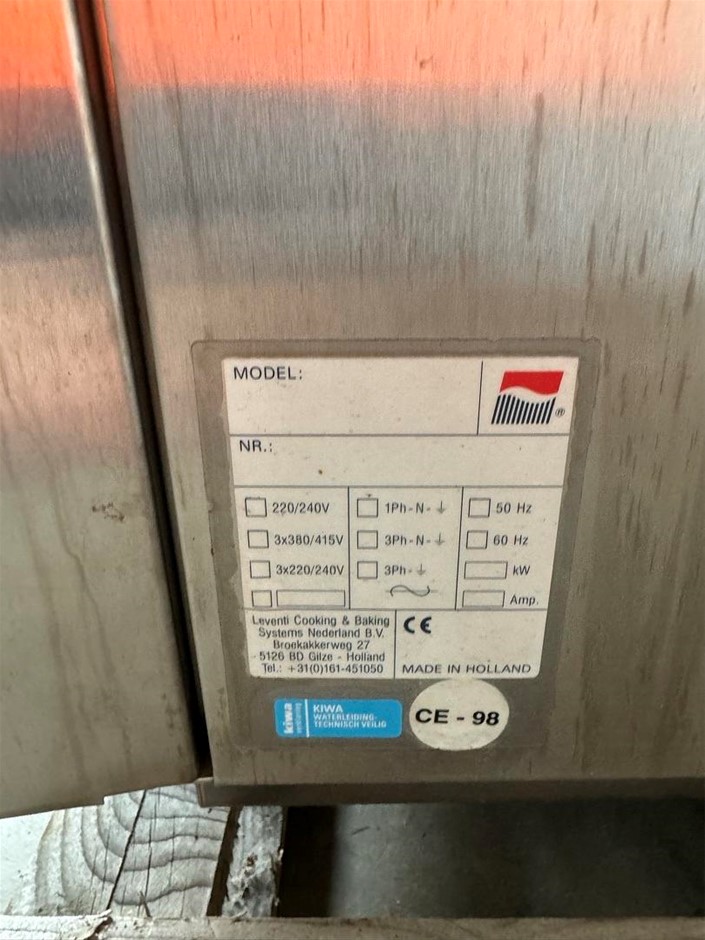 MODEL:
®
NR.:
220/240V 1Ph-N-⏚ 50 Hz
3x380/415V 3Ph-N-⏚ 60 Hz
3x220/240V 3Ph-⏚ kW
Amp.
Leventi Cooking & Baking
Systems Nederland B.V.
Broekakkerweg 27
5126 BD Gilze - Holland
Tel.: +31(0)161-451050
CE
MADE IN HOLLAND
kiwa
KIWA
WATERLEIDING-
TECHNISCH VEILIG
CE - 98